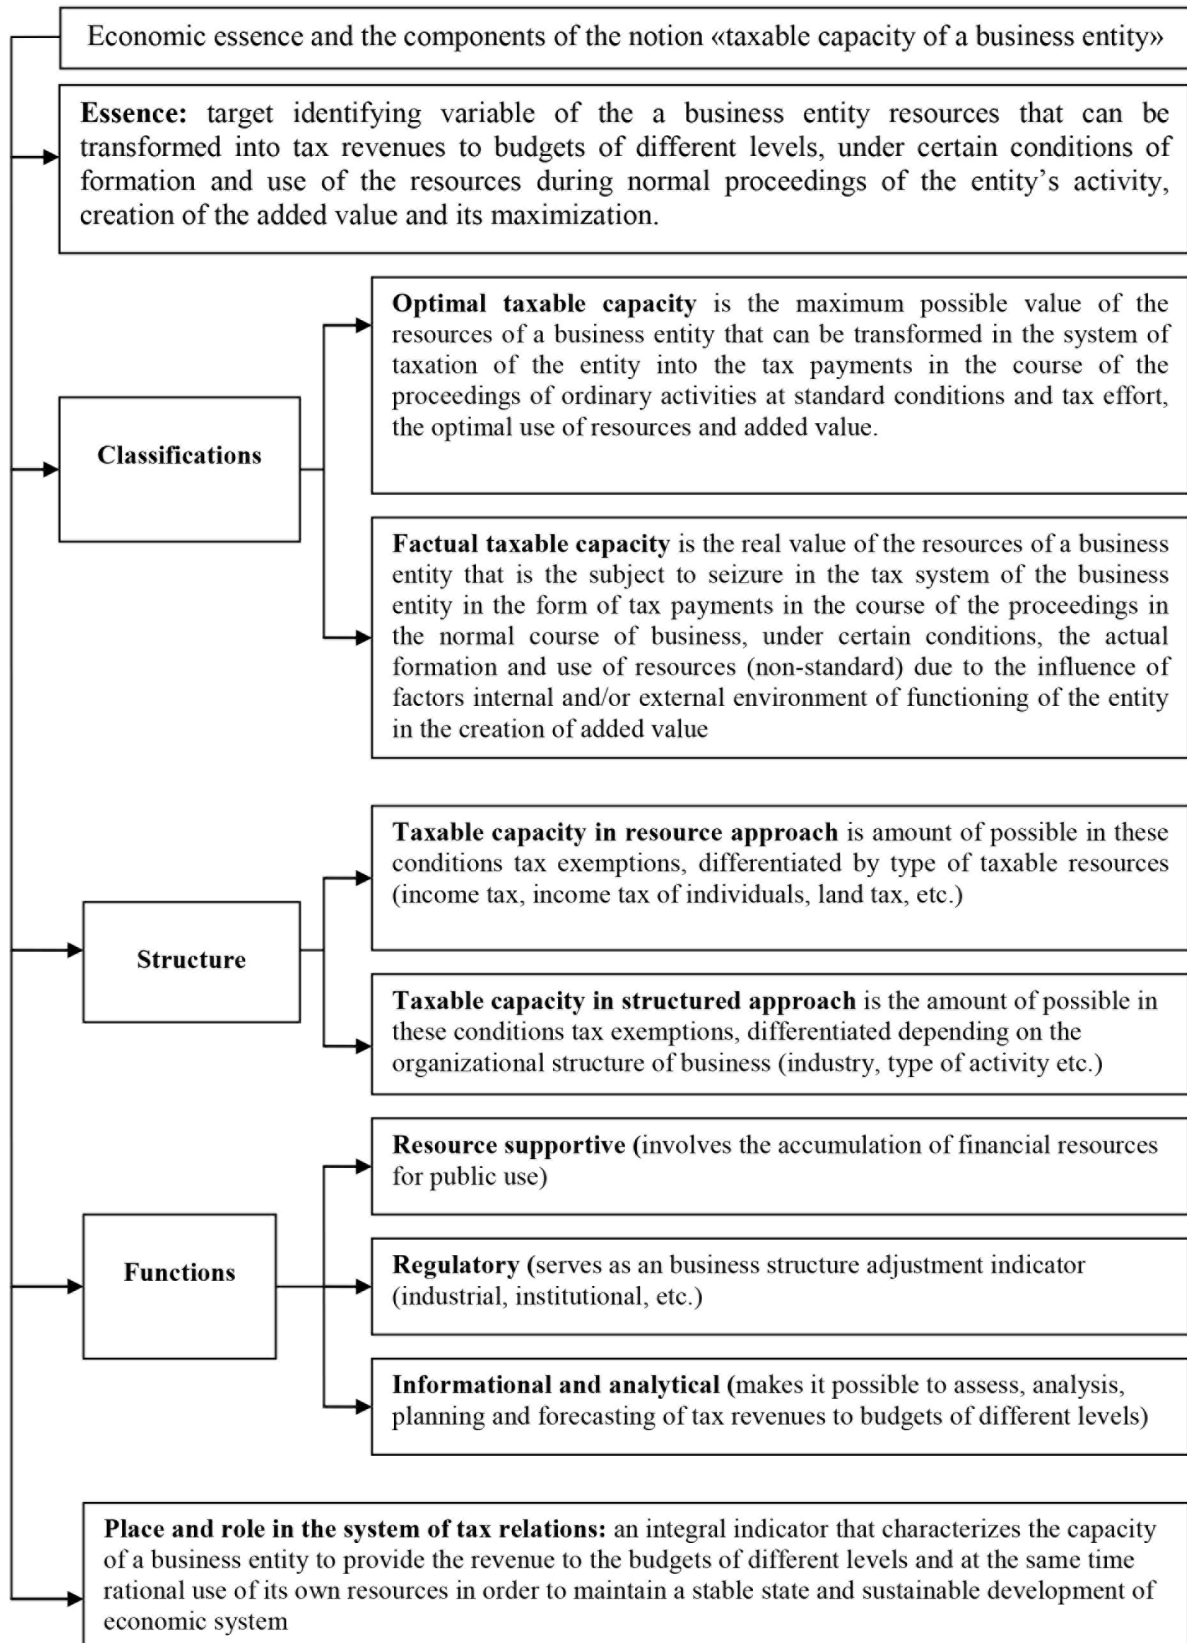 Economic essence and the components of the notion «taxable capacity of a business entity»
Essence: target identifying variable of the a business entity resources that can be
transformed into tax revenues to budgets of different levels, under certain conditions of
formation and use of the resources during normal proceedings of the entity’s activity,
creation of the added value and its maximization.
Optimal taxable capacity is the maximum possible value of the
resources of a business entity that can be transformed in the system of
taxation of the entity into the tax payments in the course of the
proceedings of ordinary activities at standard conditions and tax effort,
the optimal use of resources and added value.
Classifications
Factual taxable capacity is the real value of the resources of a business
entity that is the subject to seizure in the tax system of the business
entity in the form of tax payments in the course of the proceedings in
the normal course of business, under certain conditions, the actual
formation and use of resources (non-standard) due to the influence of
factors internal and/or external environment of functioning of the entity
in the creation of added value
Taxable capacity in resource approach is amount of possible in these
conditions tax exemptions, differentiated by type of taxable resources
(income tax, income tax of individuals, land tax, etc.)
Structure
Taxable capacity in structured approach is the amount of possible in
these conditions tax exemptions, differentiated depending on the
organizational structure of business (industry, type of activity etc.)
Resource supportive (involves the accumulation of financial resources
for public use)
Functions
Regulatory (serves as an business structure adjustment indicator
(industrial, institutional, etc.)
Informational and analytical (makes it possible to assess, analysis,
planning and forecasting of tax revenues to budgets of different levels)
Place and role in the system of tax relations: an integral indicator that characterizes the capacity
of a business entity to provide the revenue to the budgets of different levels and at the same time
rational use of its own resources in order to maintain a stable state and sustainable development of
economic system